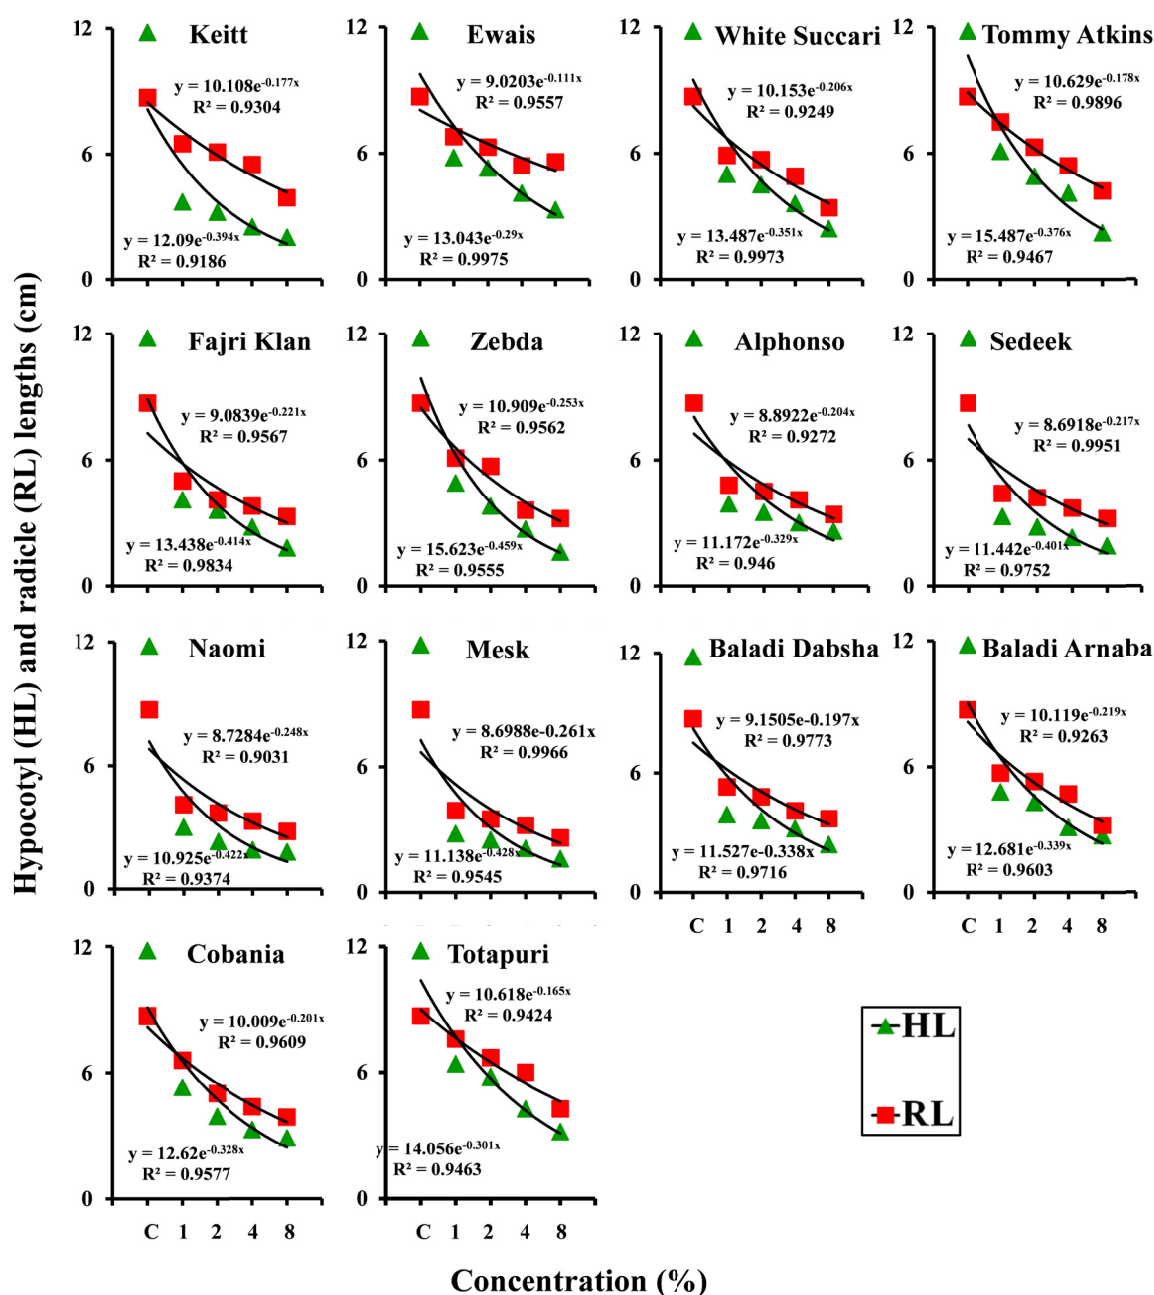 Hypocotyl (HL) and radicle (RL) lengths (cm)
12
6
0
Keitt
y = 10.108e^-0.177x
R² = 0.9304
y = 12.09e^-0.394x
R² = 0.9186
12
6
0
Ewais
y = 9.0203e^-0.111x
R² = 0.9557
y = 13.043e^-0.29x
R² = 0.9975
12
6
0
White Succari
y = 10.153e^-0.206x
R² = 0.9249
y = 13.487e^-0.351x
R² = 0.9973
12
6
0
Tommy Atkins
y = 10.629e^-0.178x
R² = 0.9896
y = 15.487e^-0.376x
R² = 0.9467
12
6
0
Fajri Klan
y = 9.0839e^-0.221x
R² = 0.9567
y = 13.438e^-0.414x
R² = 0.9834
12
6
0
Zebda
y = 10.909e^-0.253x
R² = 0.9562
y = 15.623e^-0.459x
R² = 0.9555
12
6
0
Alphonso
y = 8.8922e^-0.204x
R² = 0.9272
y = 11.172e^-0.329x
R² = 0.946
12
6
0
Sedeek
y = 8.6918e^-0.217x
R² = 0.9951
y = 11.442e^-0.401x
R² = 0.9752
12
6
0
Naomi
y = 8.7284e^-0.248x
R² = 0.9031
y = 10.925e^-0.422x
R² = 0.9374
12
6
0
Mesk
y = 8.6988e-0.261x
R² = 0.9966
y = 11.138e^-0.428x
R² = 0.9545
12
6
0
Baladi Dabsha
y = 9.1505e-0.197x
R² = 0.9773
y = 11.527e-0.338x
R² = 0.9716
C 1 2 4 8
12
6
0
Baladi Arnaba
y = 10.119e^-0.219x
R² = 0.9263
y = 12.681e^-0.339x
R² = 0.9603
C 1 2 4 8
12
6
0
Cobania
y = 10.009e^-0.201x
R² = 0.9609
y = 12.62e^-0.328x
R² = 0.9577
C 1 2 4 8
12
6
0
Totapuri
y = 10.618e^-0.165x
R² = 0.9424
y = 14.056e^-0.301x
R² = 0.9463
C 1 2 4 8
HL
RL
Concentration (%)